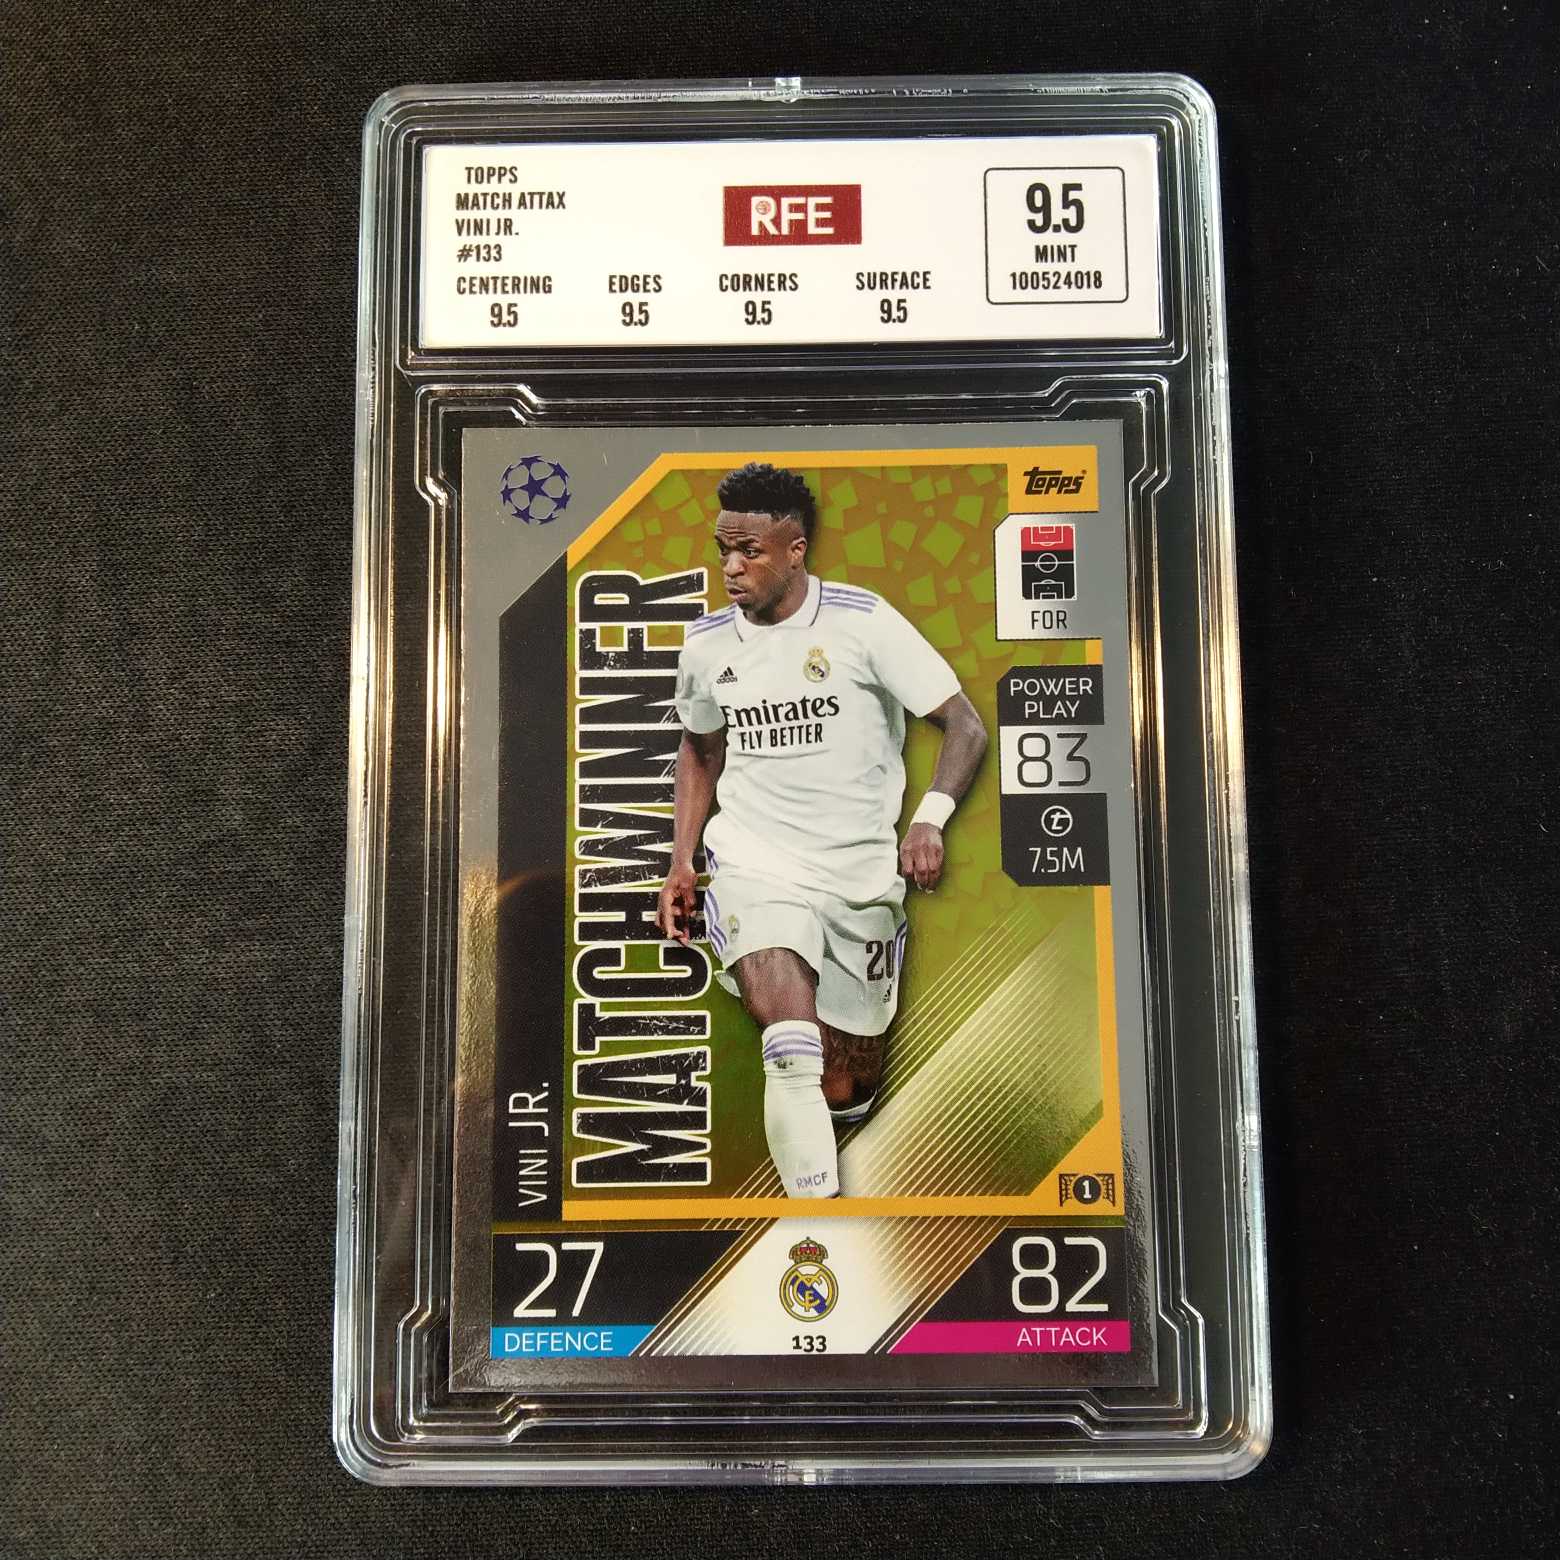 TOPPS
MATCH ATTAX
VINI JR.
#133
RFE
9.5
MINT
100524018
CENTERING EDGES CORNERS SURFACE
9.5 9.5 9.5 9.5
topps
FOR
POWER
PLAY
83
t
7.5M
MATCHWINNER
VINI JR.
adidas
Emirates
FLY BETTER
20
RMCF
1
27
DEFENCE
133
82
ATTACK